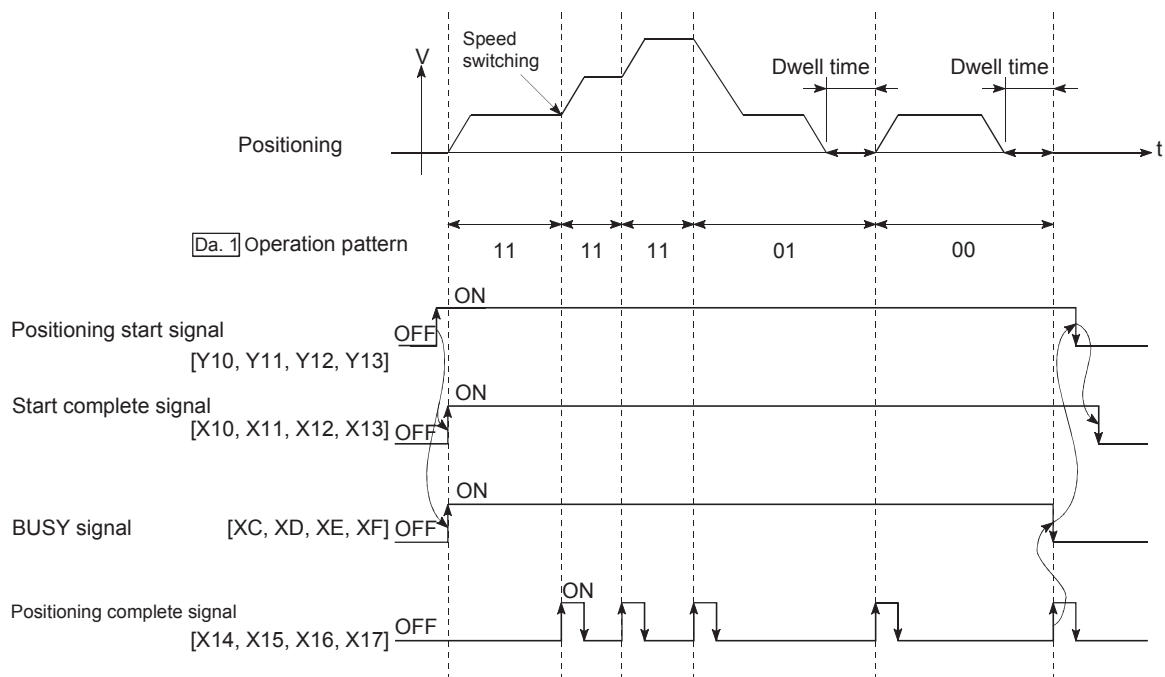 Speed
switching
V
Dwell time
Dwell time
Positioning
t
Da. 1 Operation pattern
11
11
11
01
00
ON
Positioning start signal
OFF
[Y10, Y11, Y12, Y13]
ON
Start complete signal
[X10, X11, X12, X13]
OFF
ON
BUSY signal
[XC, XD, XE, XF]
OFF
ON
Positioning complete signal
OFF
[X14, X15, X16, X17]